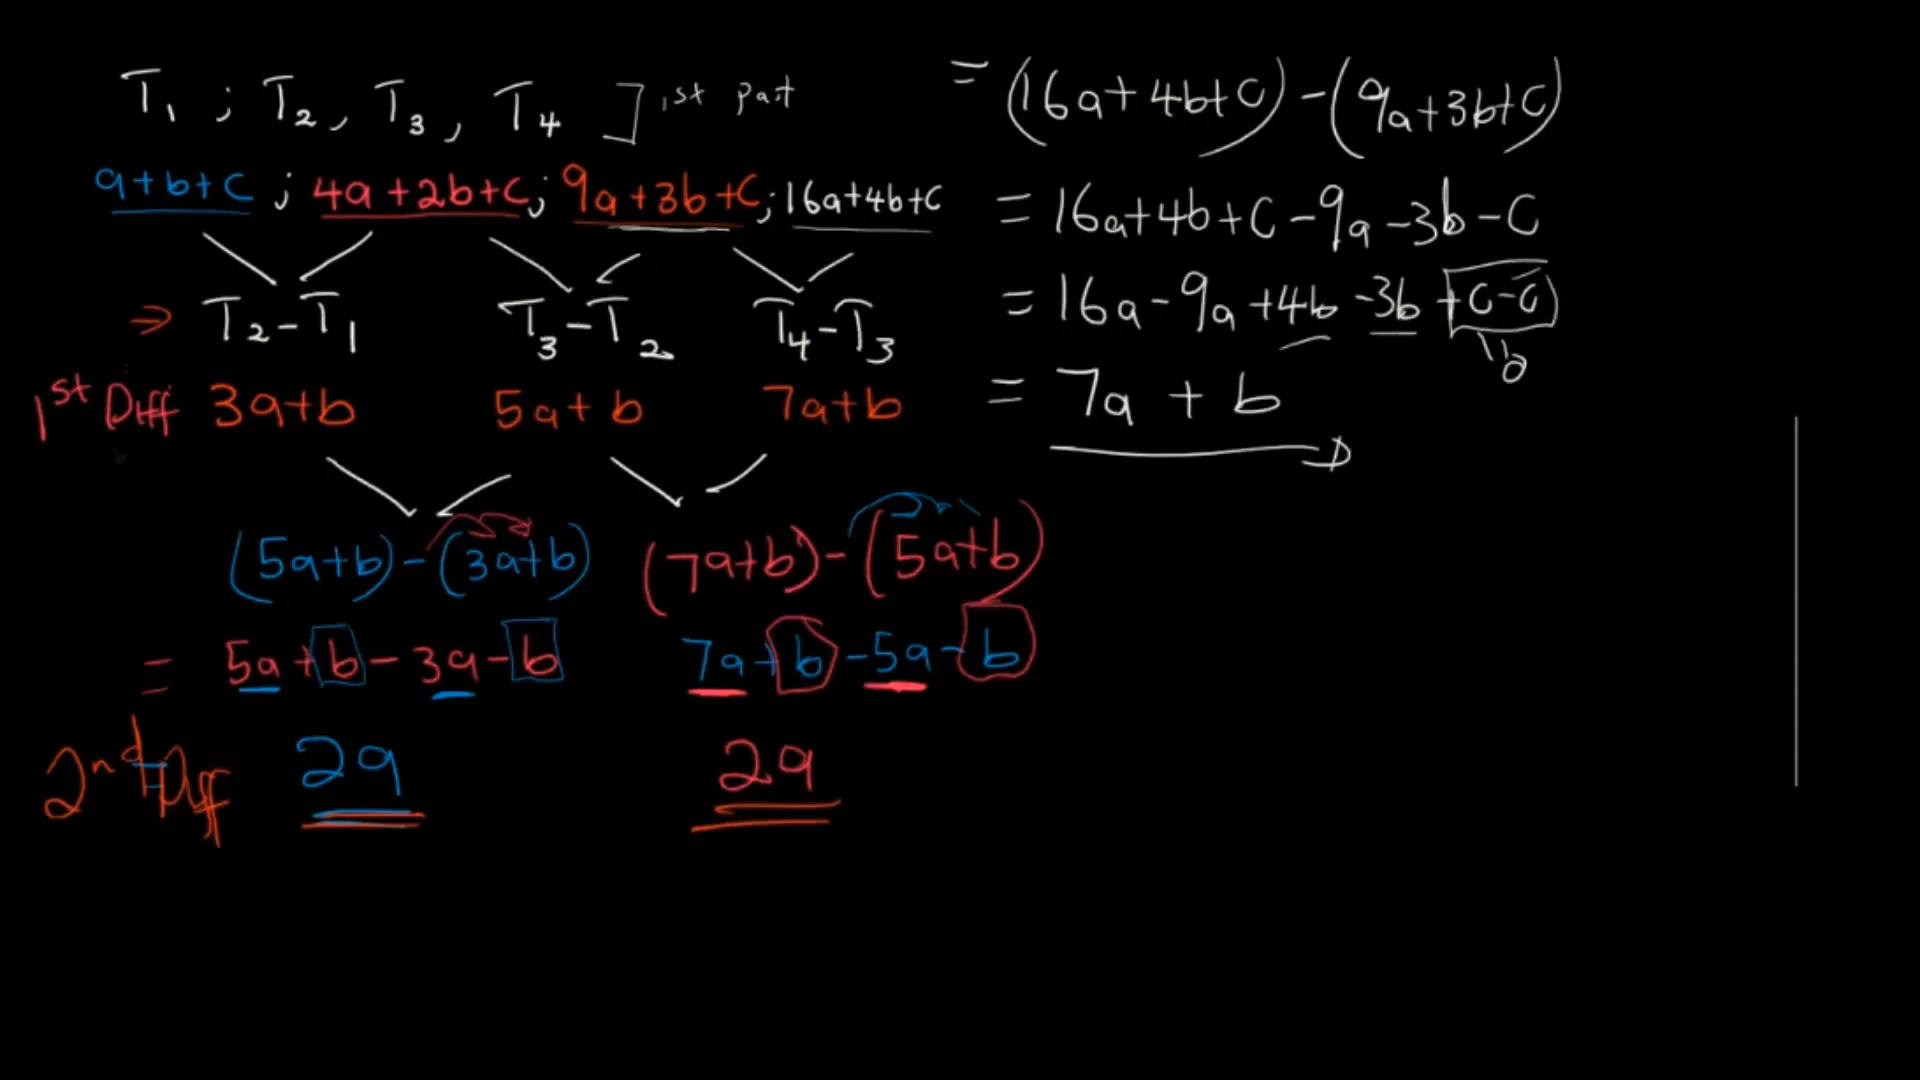 T₁ ; T₂, T₃, T₄ ] 1st part
a+b+c ; 4a+2b+c ; 9a+3b+c ; 16a+4b+c
⇒ T₂-T₁ T₃-T₂ T₄-T₃
1st Diff 3a+b 5a+b 7a+b
(5a+b)-(3a+b) (7a+b)-(5a+b)
= 5a+b-3a-b 7a+b-5a-b
2nd Diff 2a 2a
= (16a+4b+c)-(9a+3b+c)
= 16a+4b+c-9a-3b-c
= 16a-9a+4b-3b+c-c
0
= 7a + b